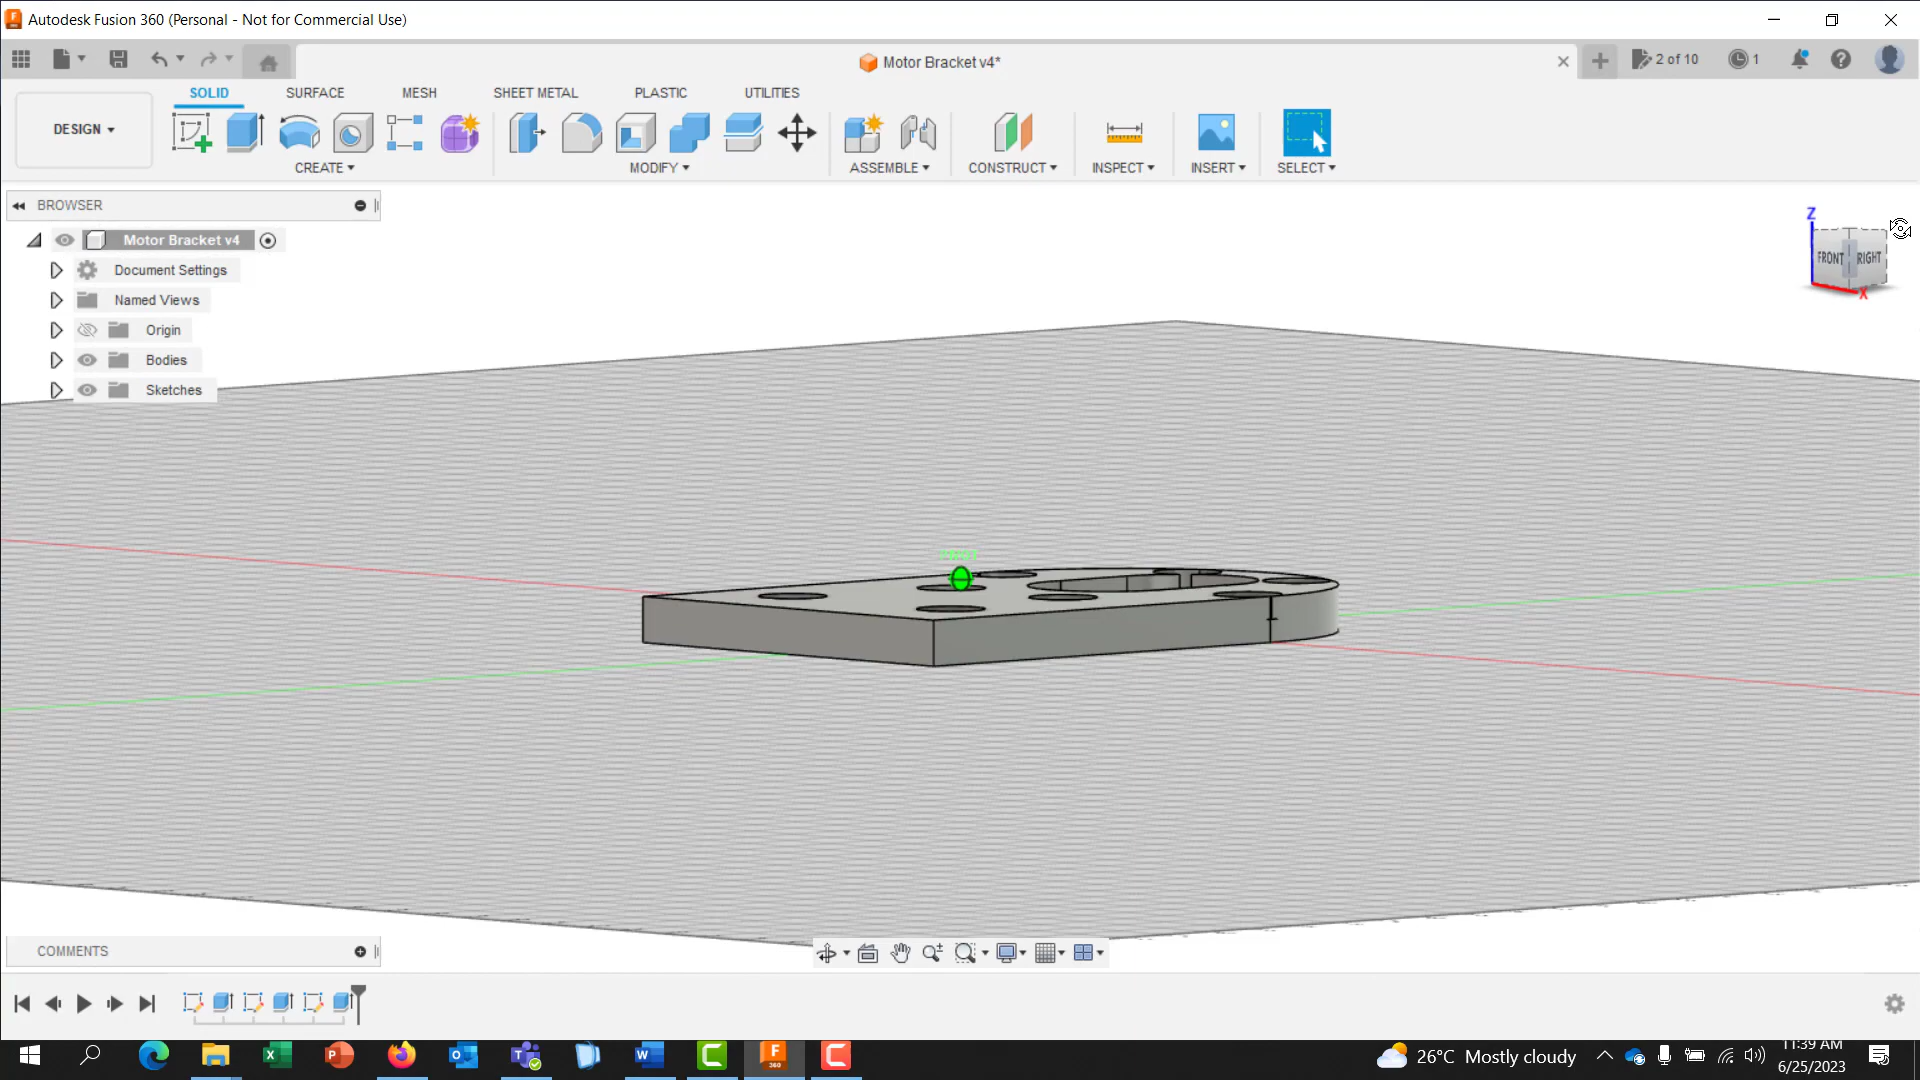 Autodesk Fusion 360 (Personal - Not for Commercial Use)
Motor Bracket v4*
2 of 10
1
DESIGN
SOLID
SURFACE
MESH
SHEET METAL
PLASTIC
UTILITIES
CREATE
MODIFY
ASSEMBLE
CONSTRUCT
INSPECT
INSERT
SELECT
BROWSER
Motor Bracket v4
Document Settings
Named Views
Origin
Bodies
Sketches
Z
FRONT
RIGHT
X
COMMENTS
26°C Mostly cloudy
11:39 AM
6/25/2023